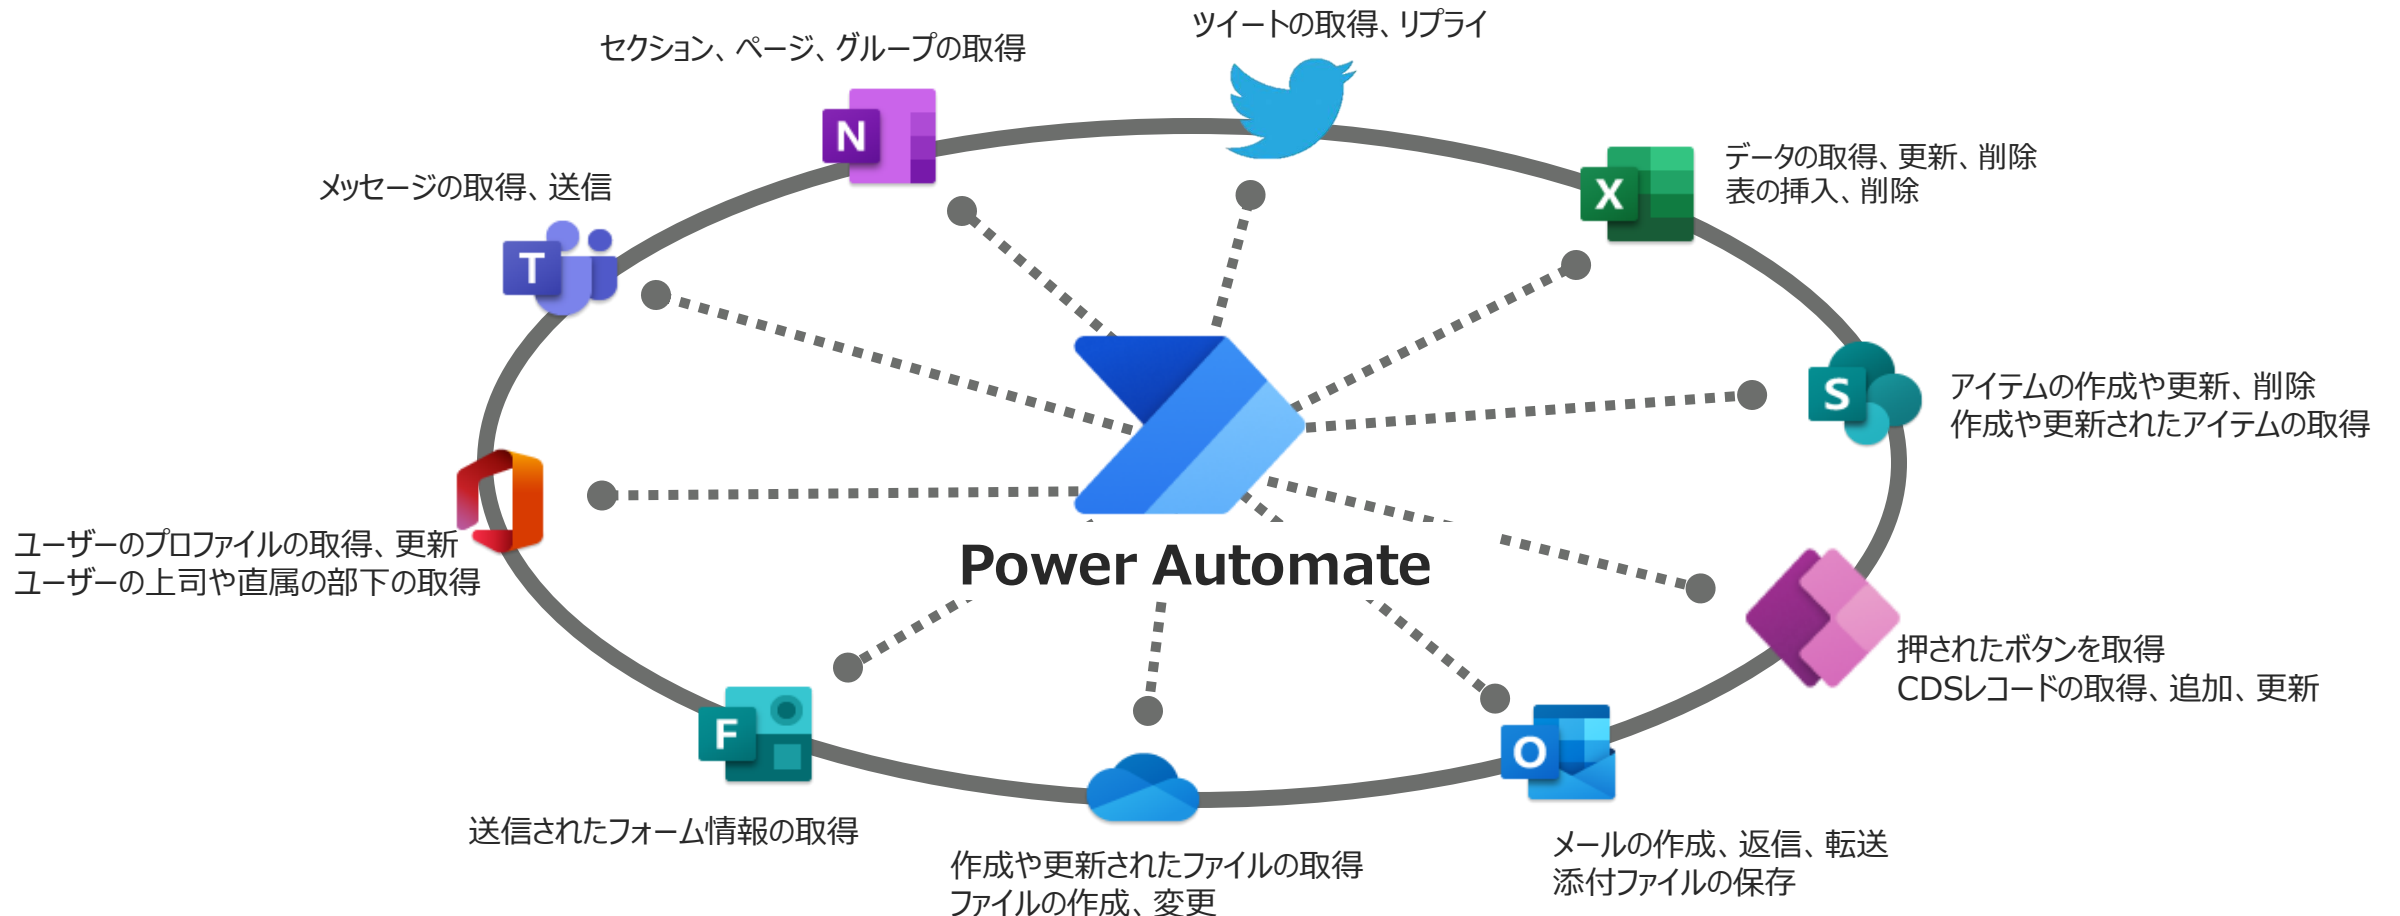 ツイートの取得、リプライ
セクション、ページ、グループの取得
N
データの取得、更新、削除
表の挿入、削除
X
メッセージの取得、送信
T
アイテムの作成や更新、削除
作成や更新されたアイテムの取得
S
ユーザーのプロファイルの取得、更新
ユーザーの上司や直属の部下の取得
Power Automate
押されたボタンを取得
CDSレコードの取得、追加、更新
F
O
送信されたフォーム情報の取得
作成や更新されたファイルの取得
ファイルの作成、変更
メールの作成、返信、転送
添付ファイルの保存